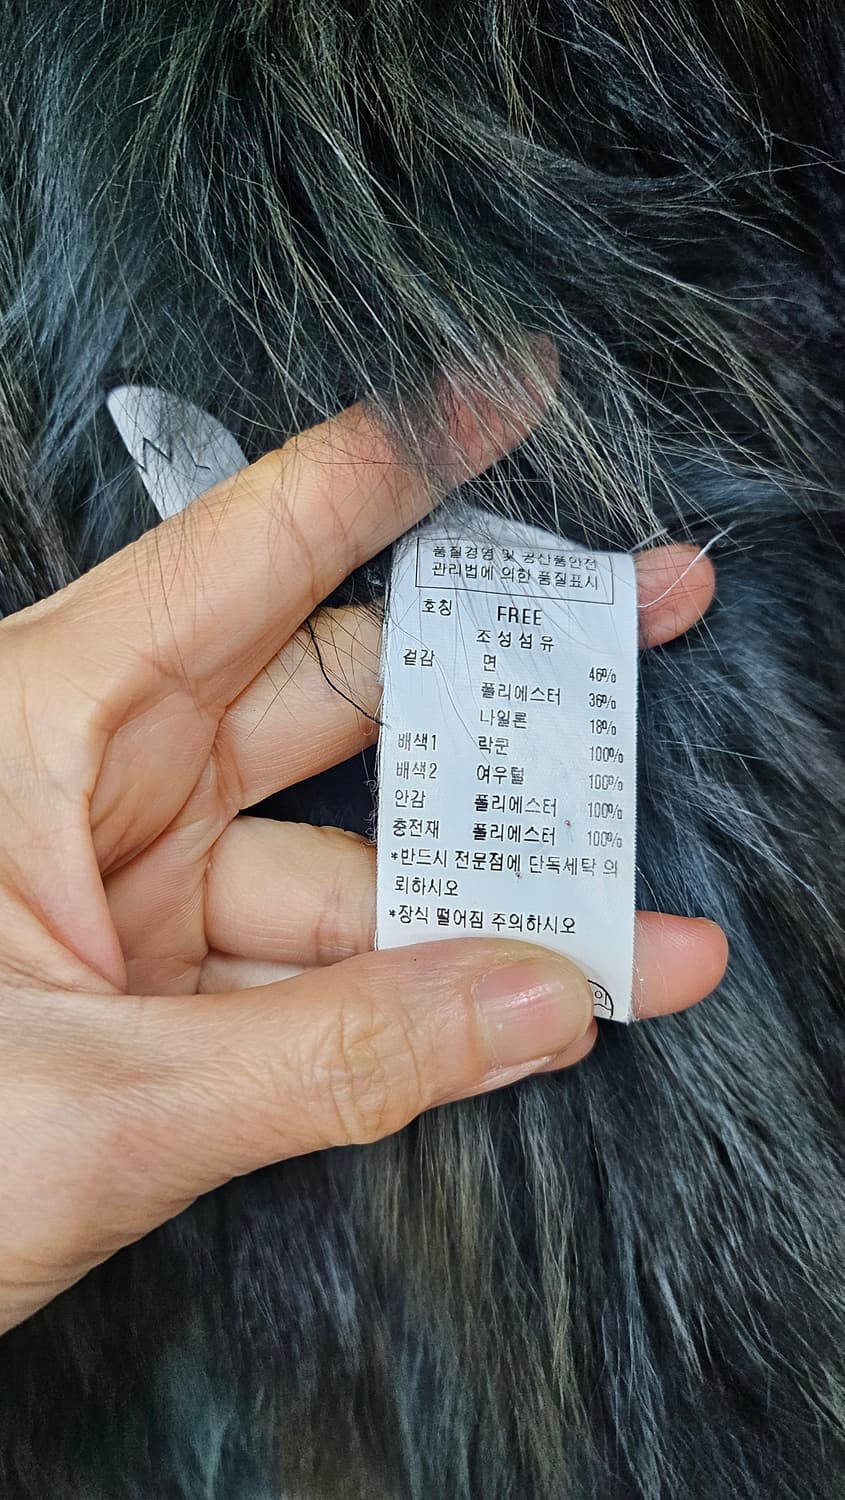 품질경영 및 공산품안전
관리법에 의한 품질표시
호칭 FREE
조성섬유
겉감 면 46%
폴리에스터 36%
나일론 18%
배색1 락쿤 100%
배색2 여우털 100%
안감 폴리에스터 100%
충전재 폴리에스터 100%
*반드시 전문점에 단독세탁 의
뢰하시오
*장식 떨어짐 주의하시오